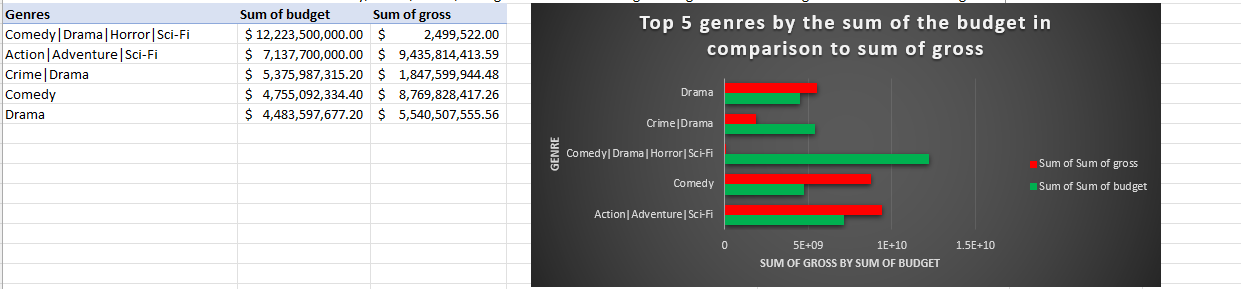 Genres Sum of budget Sum of gross
Comedy|Drama|Horror|Sci-Fi $ 12,223,500,000.00 $ 2,499,522.00
Action|Adventure|Sci-Fi $ 7,137,700,000.00 $ 9,435,814,413.59
Crime|Drama $ 5,375,987,315.20 $ 1,847,599,944.48
Comedy $ 4,755,092,334.40 $ 8,769,828,417.26
Drama $ 4,483,597,677.20 $ 5,540,507,555.56
Top 5 genres by the sum of the budget in
comparison to sum of gross
GENRE
Drama
Crime|Drama
Comedy|Drama|Horror|Sci-Fi
Comedy
Action|Adventure|Sci-Fi
0 5E+09 1E+10 1.5E+10
SUM OF GROSS BY SUM OF BUDGET
Sum of Sum of gross
Sum of Sum of budget